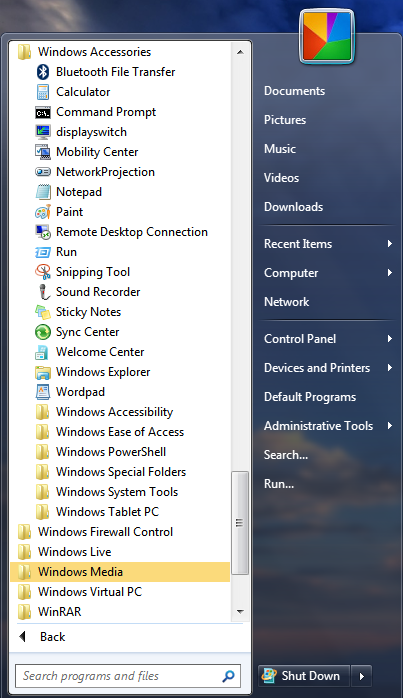 Windows Accessories
Bluetooth File Transfer
Calculator
Command Prompt
displayswitch
Mobility Center
NetworkProjection
Notepad
Paint
Remote Desktop Connection
Run
Snipping Tool
Sound Recorder
Sticky Notes
Sync Center
Welcome Center
Windows Explorer
Wordpad
Windows Accessibility
Windows Ease of Access
Windows PowerShell
Windows Special Folders
Windows System Tools
Windows Tablet PC
Windows Firewall Control
Windows Live
Windows Media
Windows Virtual PC
WinRAR
Back
Search programs and files
Documents
Pictures
Music
Videos
Downloads
Recent Items
Computer
Network
Control Panel
Devices and Printers
Default Programs
Administrative Tools
Search...
Run...
Shut Down